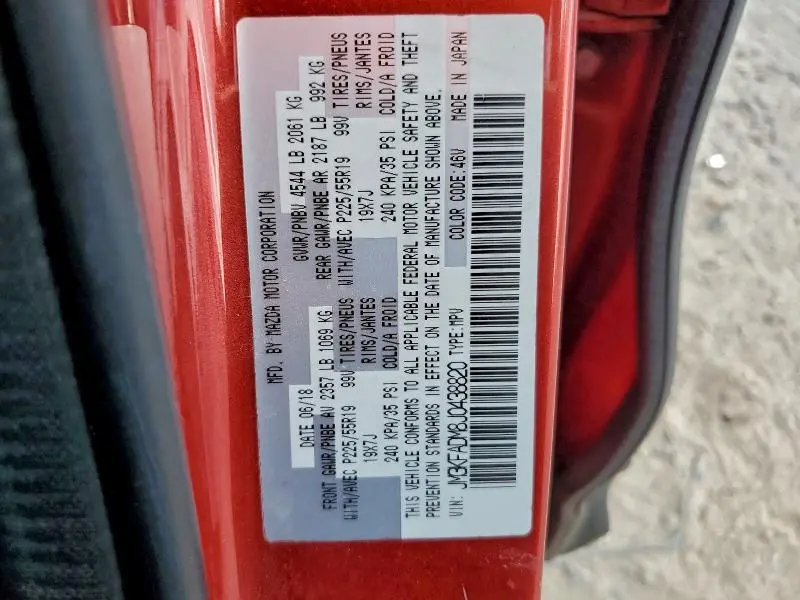 MFD. BY MAZDA MOTOR CORPORATION
DATE 06/18 GVWR/PNBV 4544 LB 2061 KG
FRONT GAWR/PNBE AV 2357 LB 1069 KG REAR GAWR/PNBE AR 2187 LB 992 KG
WITH/AVEC P225/55R19 99V TIRES/PNEUS WITH/AVEC P225/55R19 99V TIRES/PNEUS
19X7J RIMS/JANTES 19X7J RIMS/JANTES
240 KPA/35 PSI COLD/A FROID 240 KPA/35 PSI COLD/A FROID
THIS VEHICLE CONFORMS TO ALL APPLICABLE FEDERAL MOTOR VEHICLE SAFETY AND THEFT
PREVENTION STANDARDS IN EFFECT ON THE DATE OF MANUFACTURE SHOWN ABOVE.
VIN: JM3KFADM8J0438820 TYPE:MPV COLOR CODE:46V MADE IN JAPAN